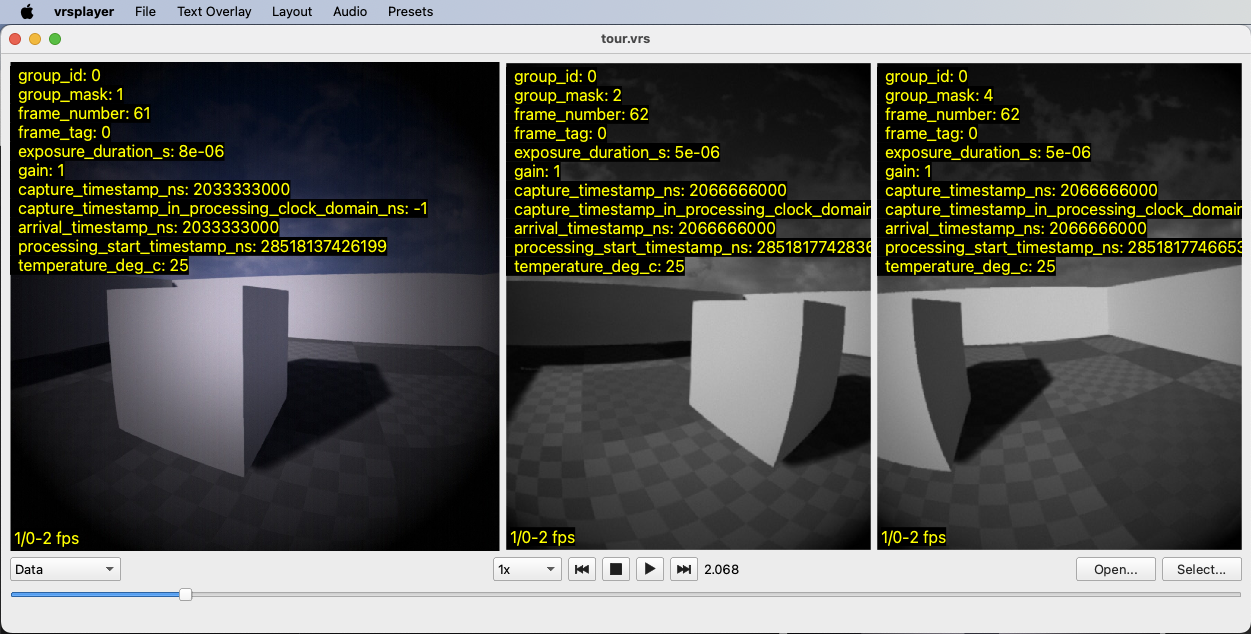 vrsplayer File Text Overlay Layout Audio Presets
tour.vrs
group_id: 0
group_mask: 1
frame_number: 61
frame_tag: 0
exposure_duration_s: 8e-06
gain: 1
capture_timestamp_ns: 2033333000
capture_timestamp_in_processing_clock_domain_ns: -1
arrival_timestamp_ns: 2033333000
processing_start_timestamp_ns: 28518137426199
temperature_deg_c: 25
1/0-2 fps
group_id: 0
group_mask: 2
frame_number: 62
frame_tag: 0
exposure_duration_s: 5e-06
gain: 1
capture_timestamp_ns: 2066666000
capture_timestamp_in_processing_clock_domain
arrival_timestamp_ns: 2066666000
processing_start_timestamp_ns: 2851817742836
temperature_deg_c: 25
1/0-2 fps
group_id: 0
group_mask: 4
frame_number: 62
frame_tag: 0
exposure_duration_s: 5e-06
gain: 1
capture_timestamp_ns: 2066666000
capture_timestamp_in_processing_clock_domain
arrival_timestamp_ns: 2066666000
processing_start_timestamp_ns: 2851817746653
temperature_deg_c: 25
1/0-2 fps
Data 1x 2.068 Open... Select...